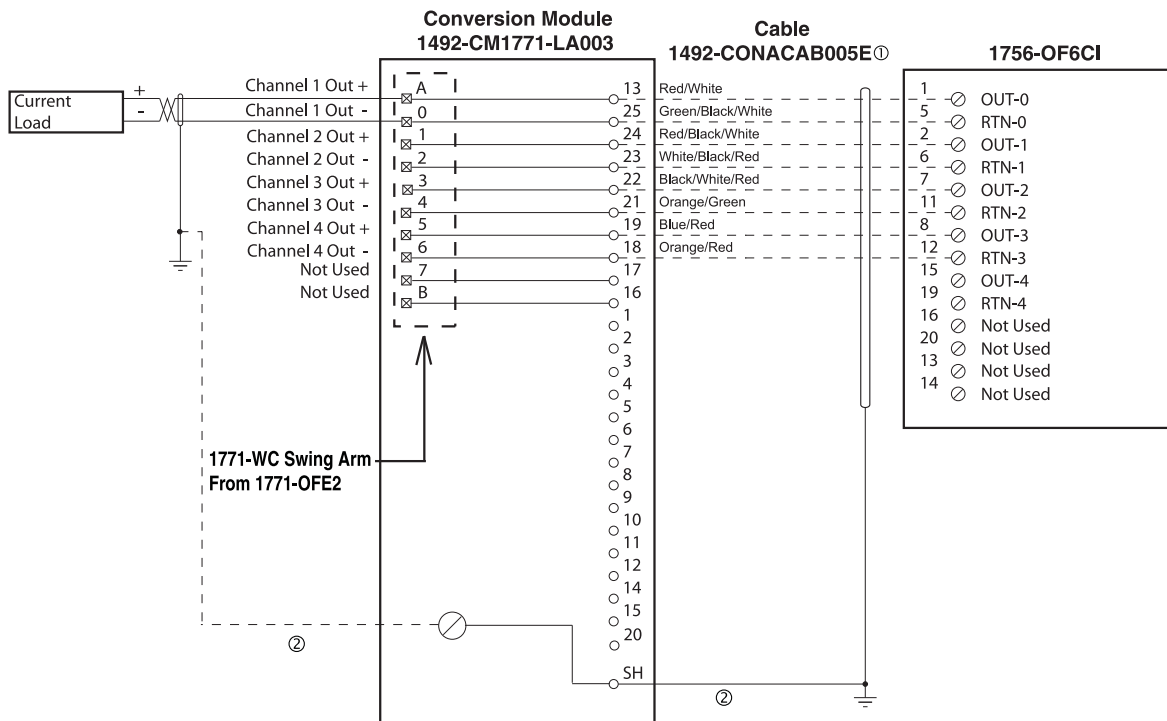 Conversion Module
1492-CM1771-LA003
Cable
1492-CONACAB005E①
1756-OF6CI
Current
Load
+
-
Channel 1 Out +
Channel 1 Out -
Channel 2 Out +
Channel 2 Out -
Channel 3 Out +
Channel 3 Out -
Channel 4 Out +
Channel 4 Out -
Not Used
Not Used
A
0
1
2
3
4
5
6
7
B
1771-WC Swing Arm
From 1771-OFE2
13
25
24
23
22
21
19
18
17
16
1
2
3
4
5
6
7
8
9
10
11
12
14
15
20
SH
Red/White
Green/Black/White
Red/Black/White
White/Black/Red
Black/White/Red
Orange/Green
Blue/Red
Orange/Red
1 OUT-0
5 RTN-0
2 OUT-1
6 RTN-1
7 OUT-2
11 RTN-2
8 OUT-3
12 RTN-3
15 OUT-4
19 RTN-4
16 Not Used
20 Not Used
13 Not Used
14 Not Used
②
②